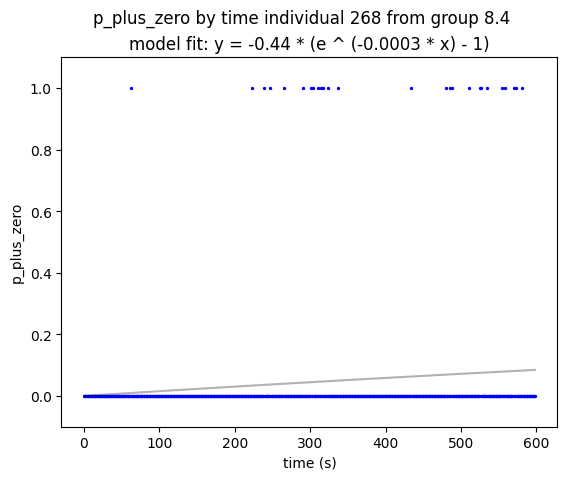 p_plus_zero by time individual 268 from group 8.4
model fit: y = -0.44 * (e ^ (-0.0003 * x) - 1)
1.0
0.8
0.6
0.4
0.2
0.0
p_plus_zero
0 100 200 300 400 500 600
time (s)